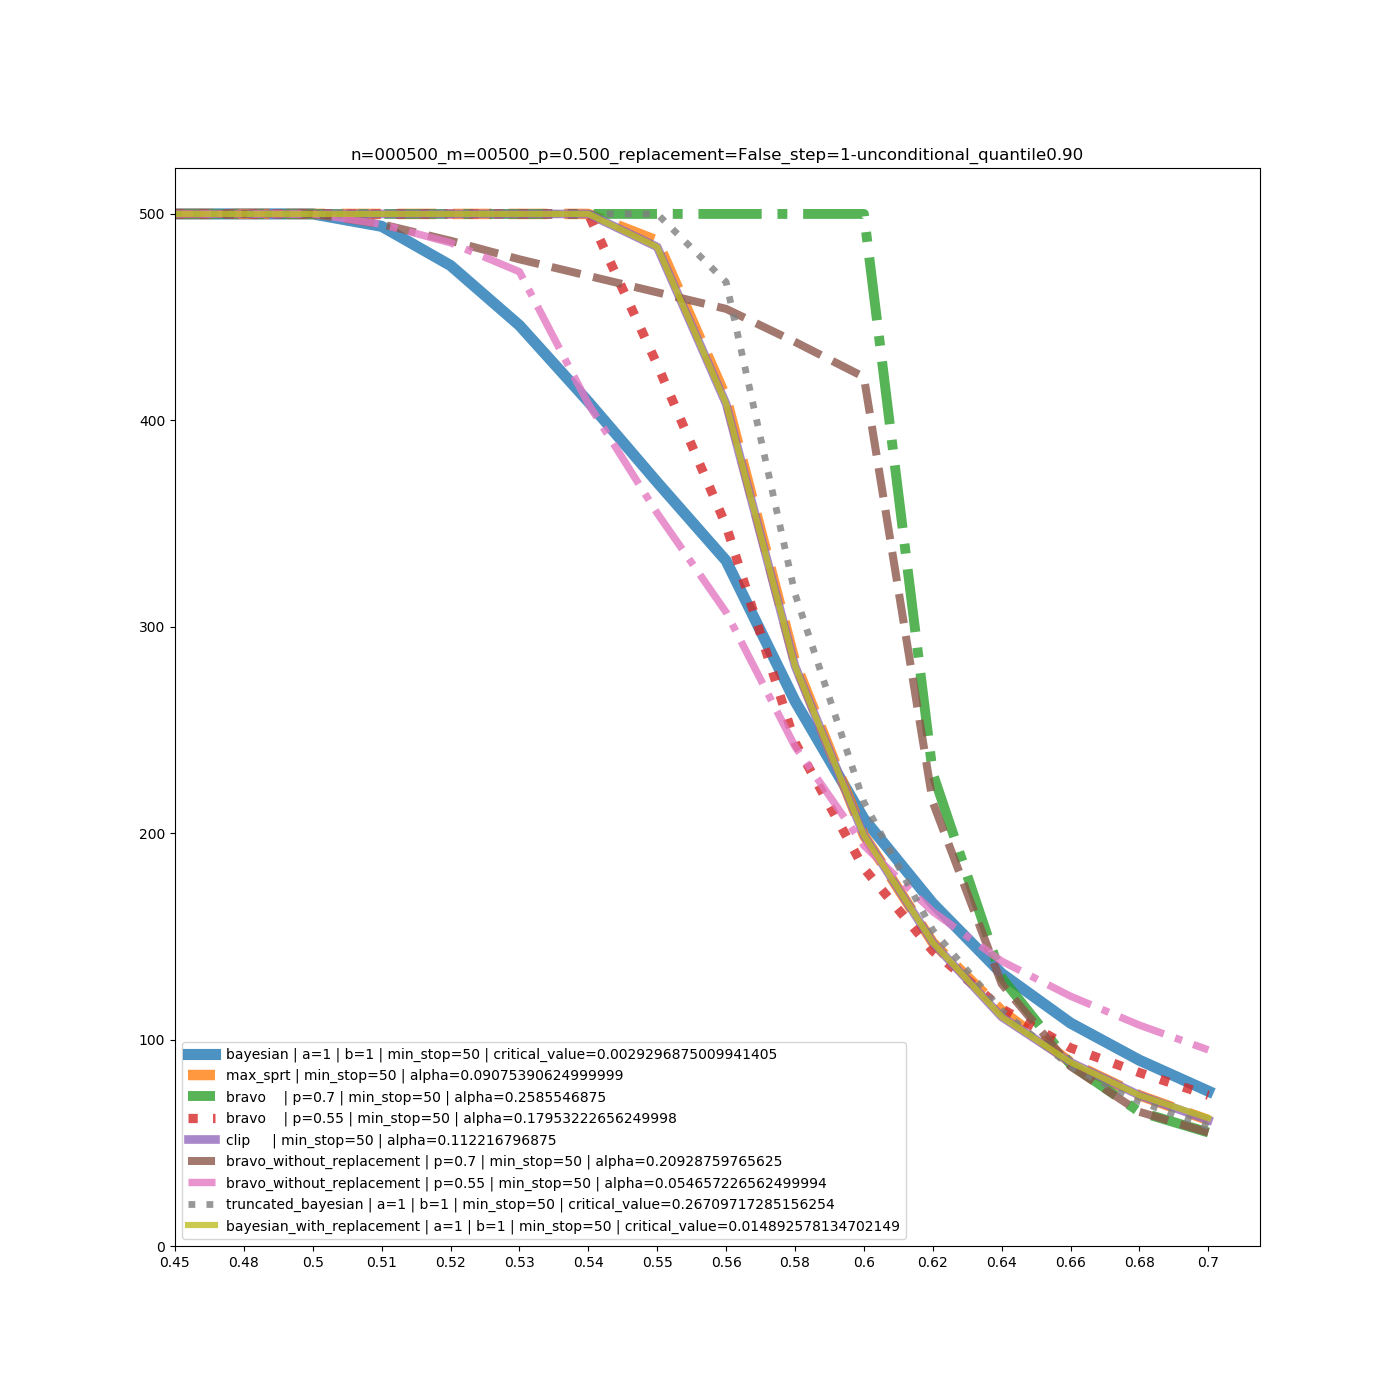 n=000500_m=00500_p=0.500_replacement=False_step=1-unconditional_quantile0.90
500
400
300
200
100
0
bayesian | a=1 | b=1 | min_stop=50 | critical_value=0.0029296875009941405
max_sprt | min_stop=50 | alpha=0.09075390624999999
bravo | p=0.7 | min_stop=50 | alpha=0.2585546875
bravo | p=0.55 | min_stop=50 | alpha=0.17953222656249998
clip | min_stop=50 | alpha=0.112216796875
bravo_without_replacement | p=0.7 | min_stop=50 | alpha=0.20928759765625
bravo_without_replacement | p=0.55 | min_stop=50 | alpha=0.054657226562499994
truncated_bayesian | a=1 | b=1 | min_stop=50 | critical_value=0.26709717285156254
bayesian_with_replacement | a=1 | b=1 | min_stop=50 | critical_value=0.014892578134702149
0.45 0.48 0.5 0.51 0.52 0.53 0.54 0.55 0.56 0.58 0.6 0.62 0.64 0.66 0.68 0.7